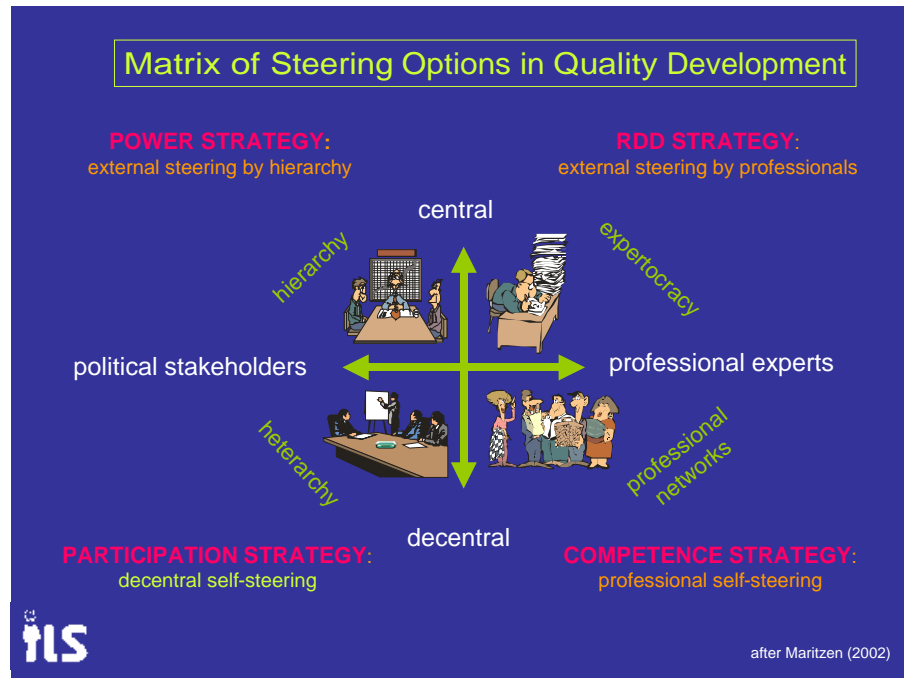 Matrix of Steering Options in Quality Development
POWER STRATEGY:
external steering by hierarchy
RDD STRATEGY:
external steering by professionals
central
hierarchy
expertocracy
political stakeholders
professional experts
heterarchy
professional
networks
decentral
PARTICIPATION STRATEGY:
decentral self-steering
COMPETENCE STRATEGY:
professional self-steering
ILS
after Maritzen (2002)